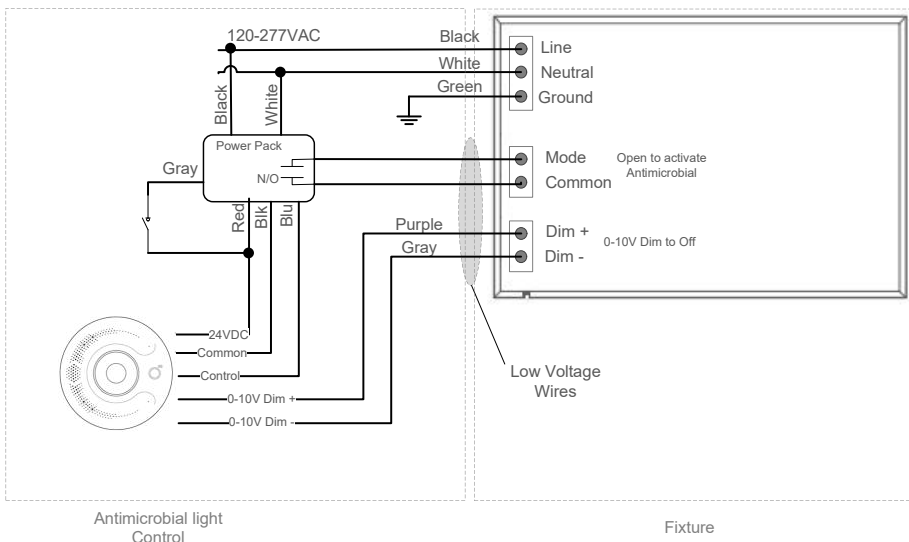 120-277VAC
Black
Line
White
Neutral
Green
Ground
Black
White
Power Pack
N/O
Gray
Red
Blk
Blu
Mode
Common
Open to activate
Antimicrobial
Purple
Gray
Dim +
Dim -
0-10V Dim to Off
24VDC
Common
Control
0-10V Dim +
0-10V Dim -
Low Voltage
Wires
Antimicrobial light
Control
Fixture